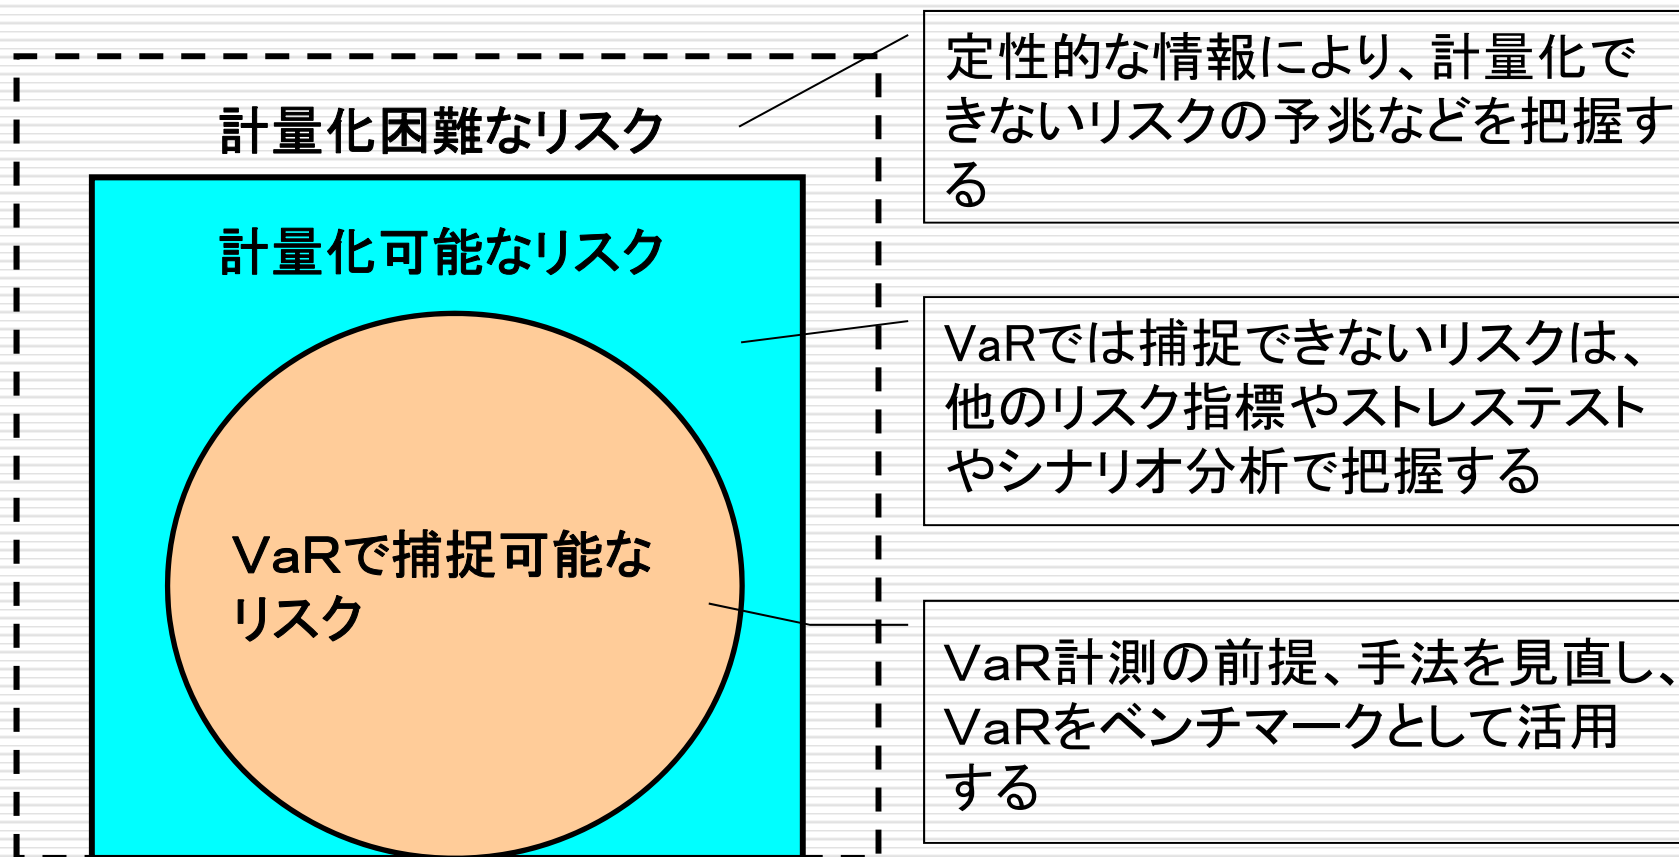 計量化困難なリスク
計量化可能なリスク
VaRで捕捉可能な
リスク
定性的な情報により、計量化で
きないリスクの予兆などを把握す
る
VaRでは捕捉できないリスクは、
他のリスク指標やストレステスト
やシナリオ分析で把握する
VaR計測の前提、手法を見直し、
VaRをベンチマークとして活用
する